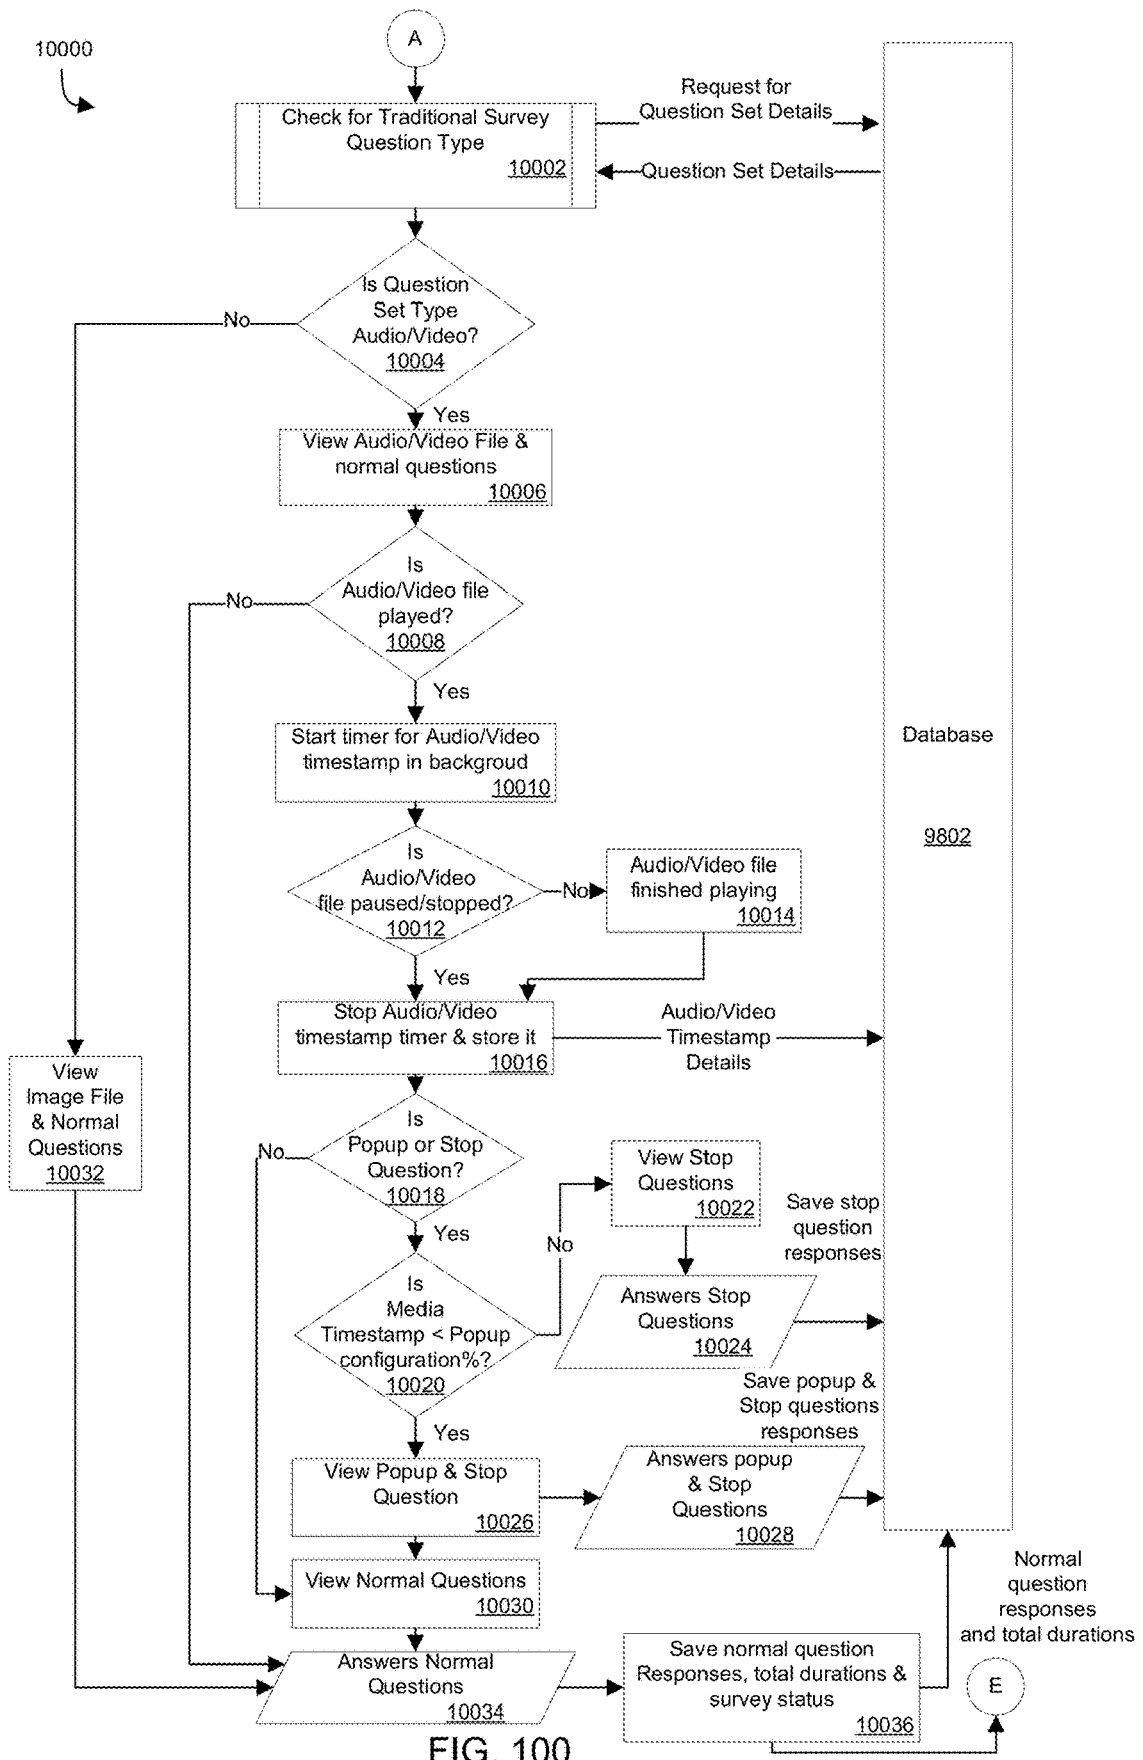 A
10000
Request for
Question Set Details
Check for Traditional Survey
Question Type
10002
Question Set Details
Is Question
Set Type
Audio/Video?
10004
No
Yes
View Audio/Video File &
normal questions
10006
Is
Audio/Video file
played?
10008
No
Yes
Start timer for Audio/Video
timestamp in backgroud
10010
Database
9802
Is
Audio/Video
file paused/stopped?
10012
No
Audio/Video file
finished playing
10014
Yes
Stop Audio/Video
timestamp timer & store it
10016
Audio/Video
Timestamp
Details
View
Image File
& Normal
Questions
10032
Is
Popup or Stop
Question?
10018
No
Yes
View Stop
Questions
10022
Save stop
question
responses
No
Is
Media
Timestamp < Popup
configuration%?
10020
Answers Stop
Questions
10024
Yes
Save popup &
Stop questions
responses
View Popup & Stop
Question
10026
Answers popup
& Stop
Questions
10028
View Normal Questions
10030
Normal
question
responses
and total durations
Answers Normal
Questions
10034
Save normal question
Responses, total durations &
survey status
10036
E
FIG. 100